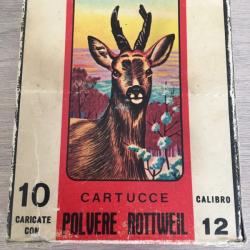 CARTUCCE
10
CARICATE
CON
POLVERE ROTTWEIL
CALIBRO
12